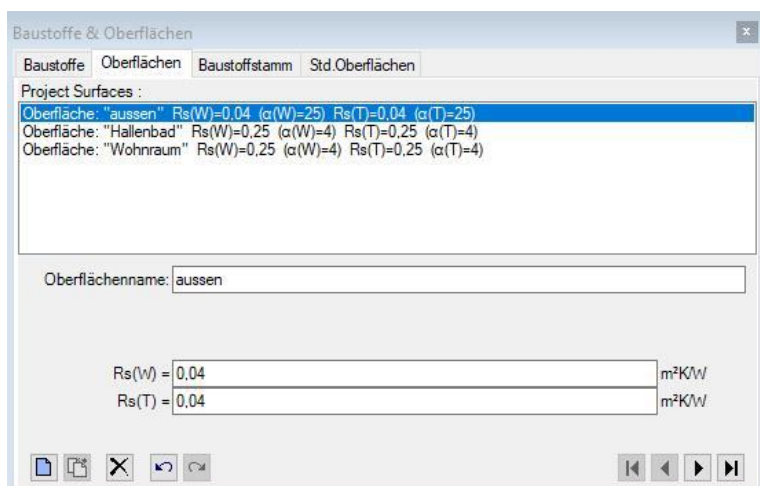 Baustoffe & Oberflächen
Baustoffe Oberflächen Baustoffstamm Std.Oberflächen
Project Surfaces :
Oberfläche: "aussen" Rs(W)=0,04 (α(W)=25) Rs(T)=0,04 (α(T)=25)
Oberfläche: "Hallenbad" Rs(W)=0,25 (α(W)=4) Rs(T)=0,25 (α(T)=4)
Oberfläche: "Wohnraum" Rs(W)=0,25 (α(W)=4) Rs(T)=0,25 (α(T)=4)
Oberflächenname: aussen
Rs(W) = 0,04 m²K/W
Rs(T) = 0,04 m²K/W